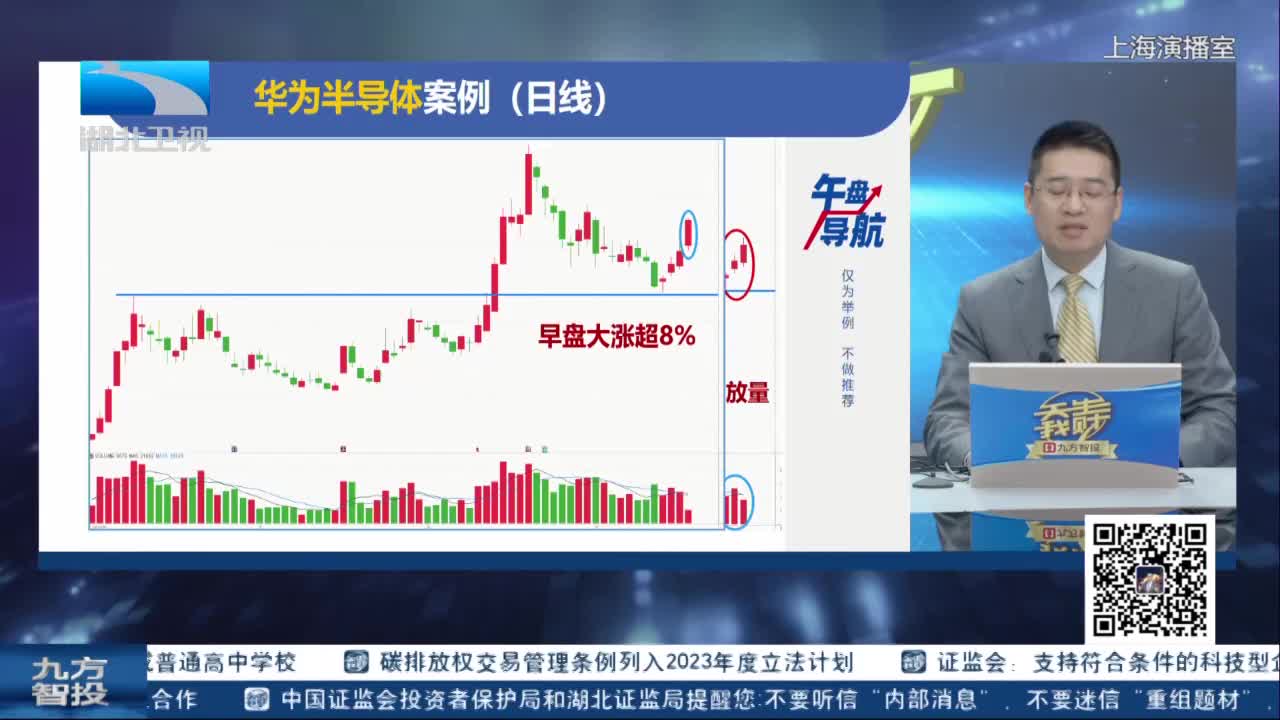 上海演播室
华为半导体案例（日线）
湖北卫视
午盘导航
仅为举例 不做推荐
早盘大涨超8%
放量
吞我
九方智投
普通高中学校 碳排放权交易管理条例列入2023年度立法计划 证监会：支持符合条件的科技型
九方智投
合作 中国证监会投资者保护局和湖北证监局提醒您:不要听信“内部消息”，不要迷信“重组题材”，